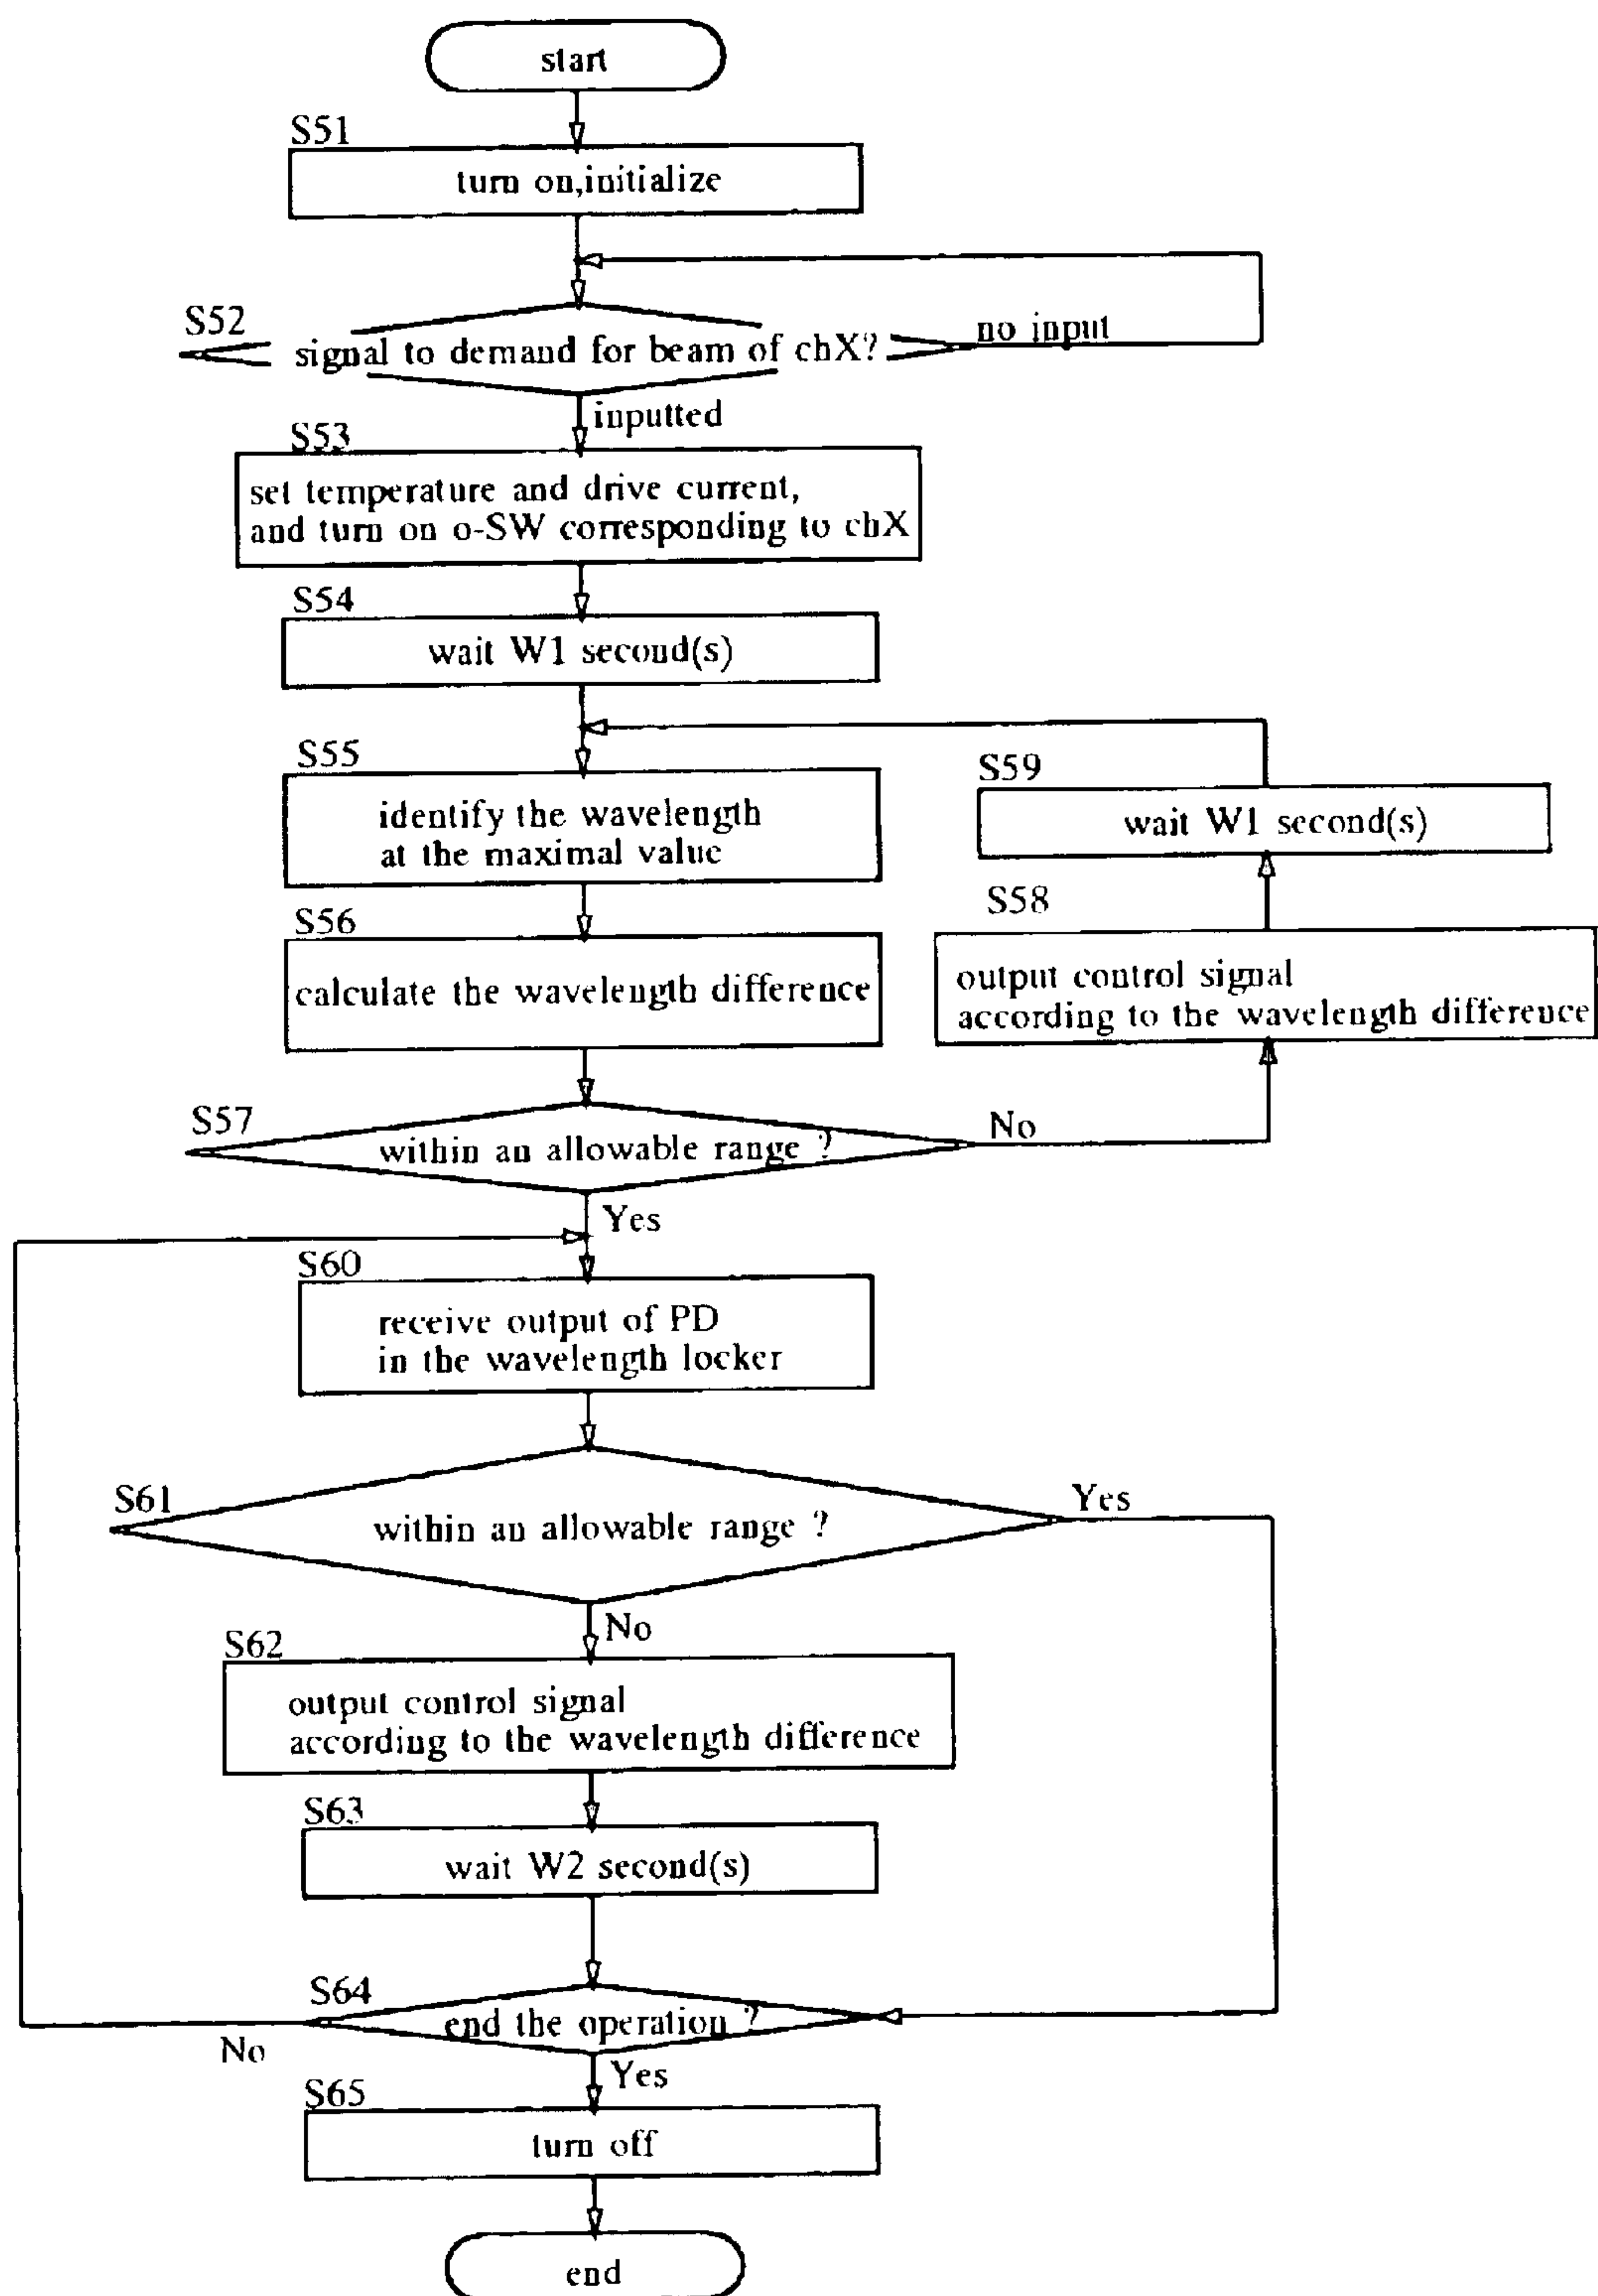 start
S51
turn on,initialize
S52
signal to demand for beam of chX?
no input
inputted
S53
set temperature and drive current,
and turn on o-SW corresponding to chX
S54
wait W1 second(s)
S55
identify the wavelength
at the maximal value
S59
wait W1 second(s)
S58
output control signal
according to the wavelength difference
S56
calculate the wavelength difference
S57
within an allowable range ?
No
Yes
S60
receive output of PD
in the wavelength locker
S61
within an allowable range ?
Yes
No
S62
output control signal
according to the wavelength difference
S63
wait W2 second(s)
S64
end the operation ?
No
Yes
S65
turn off
end